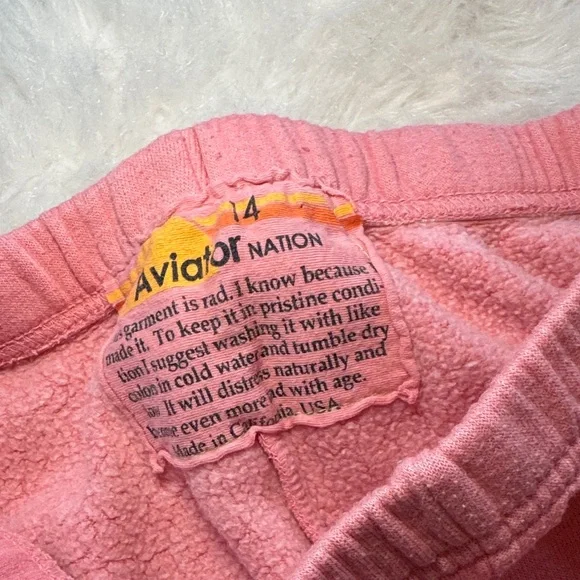 14
Aviator NATION
garment is rad. I know because I
made it. To keep it in pristine condi-
tion I suggest washing it with like
colors in cold water and tumble dry
low. It will distress naturally and
become even more rad with age.
Made in California, USA